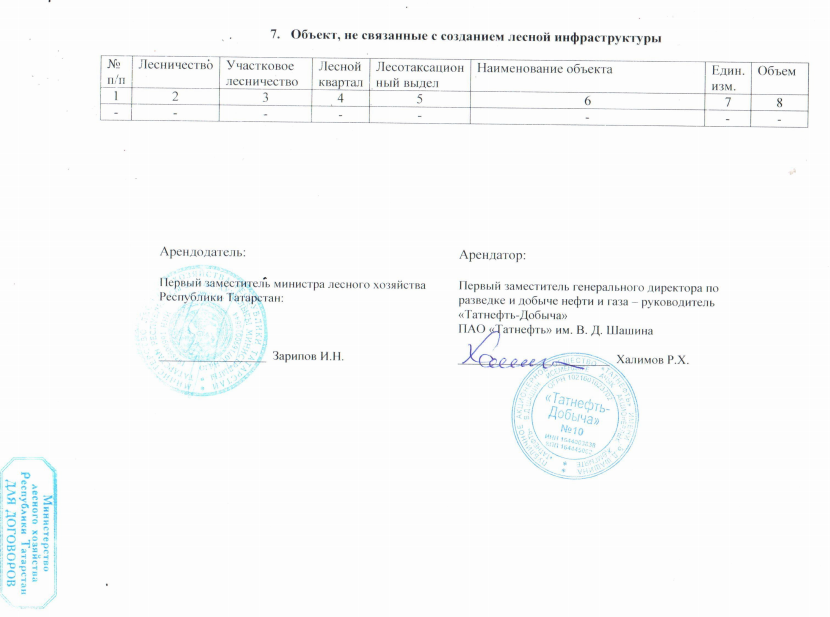 7. Объект, не связанные с созданием лесной инфраструктуры
№ п/п Лесничество Участковое лесничество Лесной квартал Лесотаксационный выдел Наименование объекта Един. изм. Объем
1 2 3 4 5 6 7 8
- - - - - - - -
Арендодатель:
Первый заместитель министра лесного хозяйства
Республики Татарстан:
Зарипов И.Н.
Арендатор:
Первый заместитель генерального директора по
разведке и добыче нефти и газа – руководитель
«Татнефть-Добыча»
ПАО «Татнефть» им. В. Д. Шашина
Халимов Р.Х.
«Татнефть-
Добыча»
№10
Министерство
лесного хозяйства
Республики Татарстан
ДЛЯ ДОГОВОРОВ